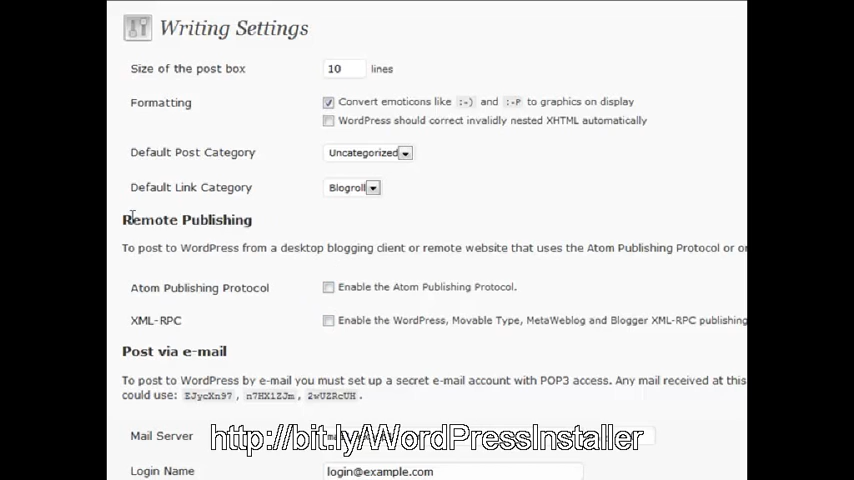 Writing Settings
Size of the post box 10 lines
Formatting Convert emoticons like :-) and :-P to graphics on display
WordPress should correct invalidly nested XHTML automatically
Default Post Category Uncategorized
Default Link Category Blogroll
Remote Publishing
To post to WordPress from a desktop blogging client or remote website that uses the Atom Publishing Protocol or
Atom Publishing Protocol Enable the Atom Publishing Protocol.
XML-RPC Enable the WordPress, Movable Type, MetaWeblog and Blogger XML-RPC publishing
Post via e-mail
To post to WordPress by e-mail you must set up a secret e-mail account with POP3 access. Any mail received at this
could use: EJycXn97 , n7HX1ZJm , 2wUZRcUH .
Mail Server
http://bit.ly/WordPressInstaller
Login Name login@example.com